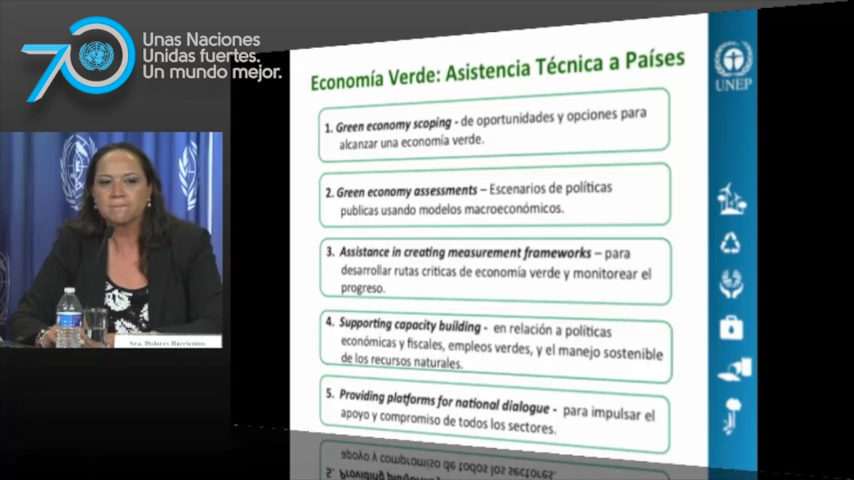 70
Unas Naciones
Unidas fuertes.
Un mundo mejor.
Economía Verde: Asistencia Técnica a Países
UNEP
1. Green economy scoping - de oportunidades y opciones para
alcanzar una economía verde.
2. Green economy assessments – Escenarios de políticas
publicas usando modelos macroeconómicos.
3. Assistance in creating measurement frameworks – para
desarrollar rutas criticas de economía verde y monitorear el
progreso.
4. Supporting capacity building - en relación a políticas
económicas y fiscales, empleos verdes, y el manejo sostenible
de los recursos naturales.
5. Providing platforms for national dialogue - para impulsar el
apoyo y compromiso de todos los sectores.
Sra. Dolores Barrientos